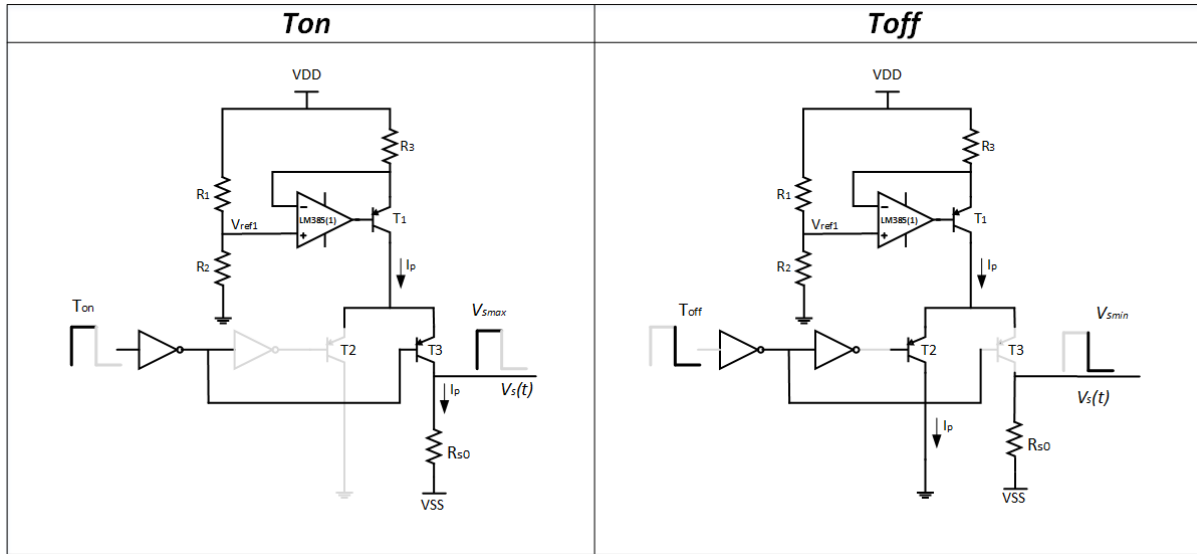 Ton
Toff
VDD
R3
R1
LM385(1)
T1
Vref1
R2
Ip
Ton
Vsmax
T2
T3
Ip
Vs(t)
Rs0
VSS
VDD
R3
R1
LM385(1)
T1
Vref1
R2
Ip
Toff
Vsmin
T2
T3
Vs(t)
Ip
Rs0
VSS